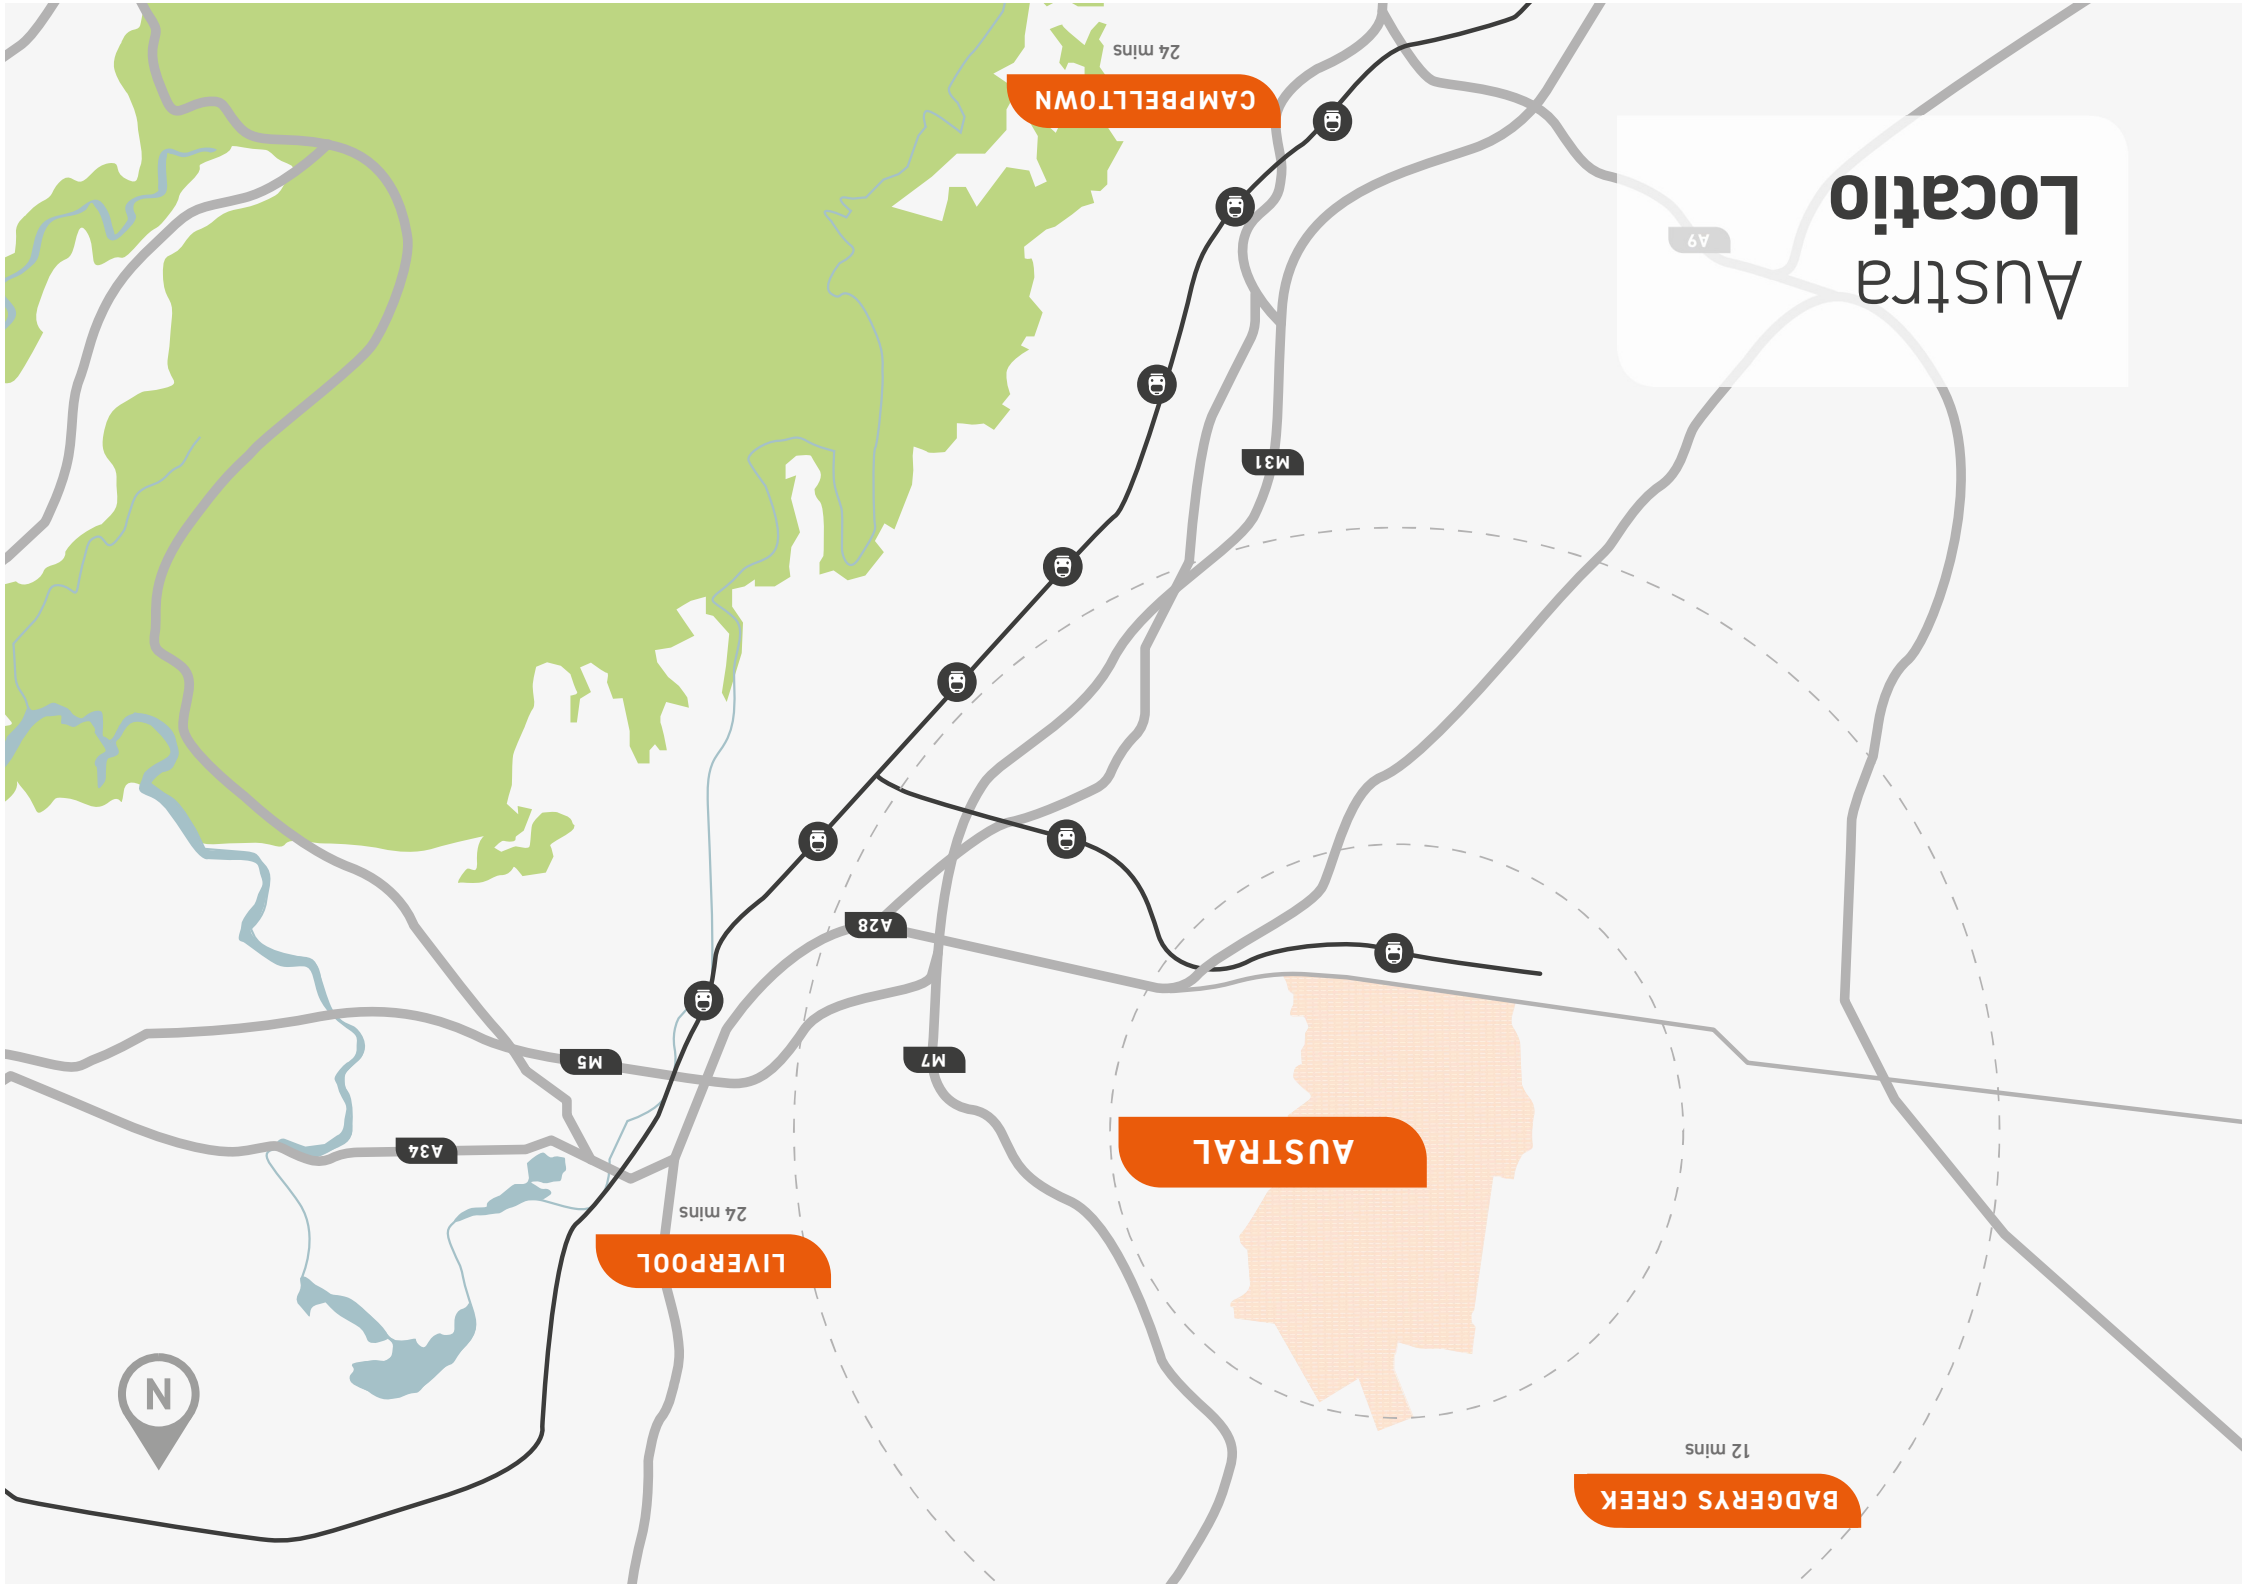 BADGERYS CREEK
12 mins
N
LIVERPOOL
24 mins
AUSTRAL
A34
M7
M5
A28
M31
Austra
Locatio
A9
CAMPBELLTOWN
24 mins